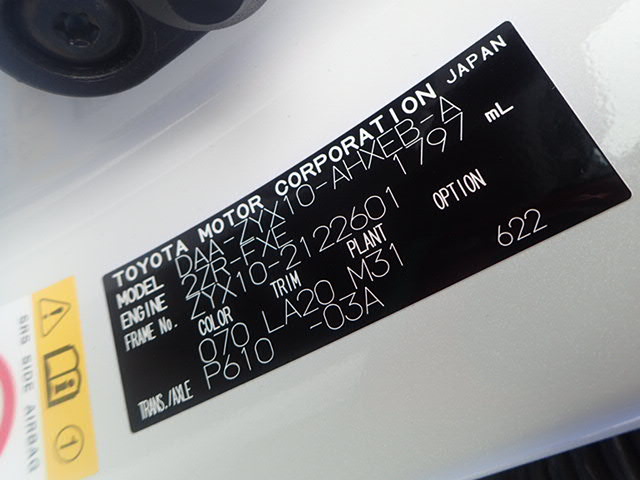 TOYOTA MOTOR CORPORATION JAPAN
MODEL DAA-ZYX10-AHXEB-A
ENGINE 2ZR-FXE 1797 mL
FRAME No. ZYX10-2122601
COLOR TRIM PLANT OPTION
070 LA20 M31 622
TRANS./AXLE P610 -03A
SRS SIDE AIRBAG
1